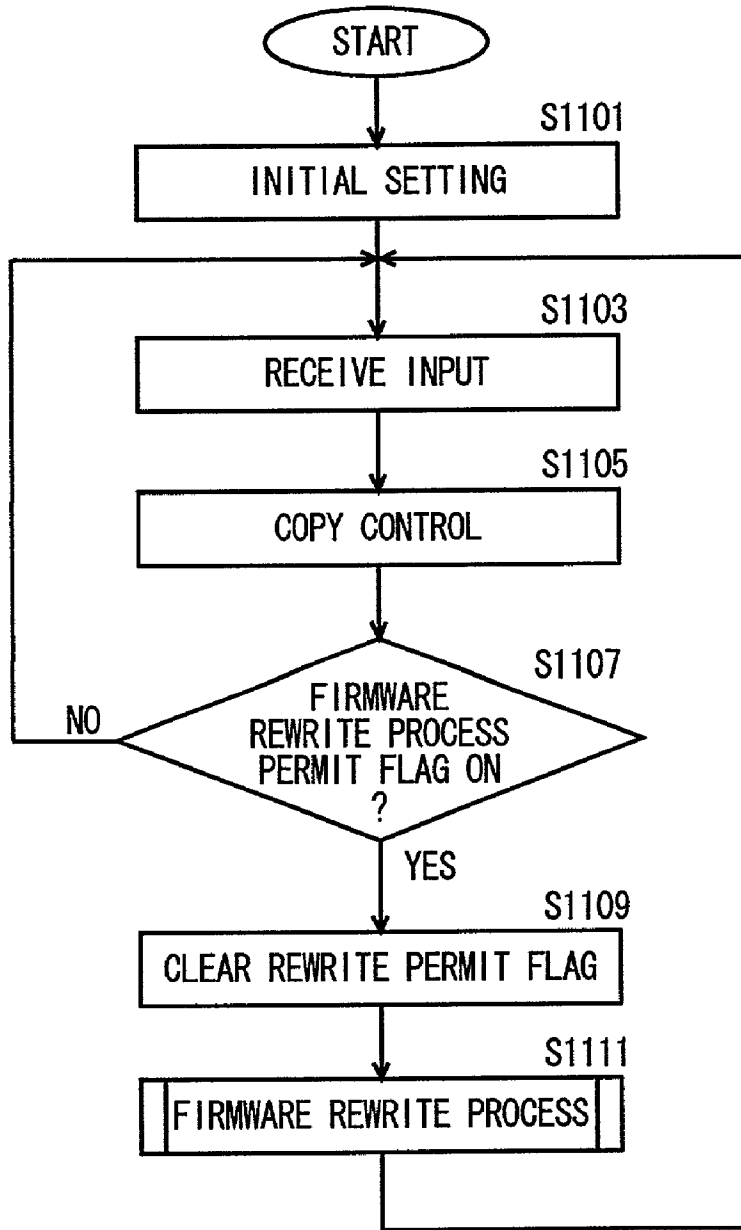 START
S1101
INITIAL SETTING
S1103
RECEIVE INPUT
S1105
COPY CONTROL
S1107
FIRMWARE
REWRITE PROCESS
PERMIT FLAG ON
?
NO
YES
S1109
CLEAR REWRITE PERMIT FLAG
S1111
FIRMWARE REWRITE PROCESS